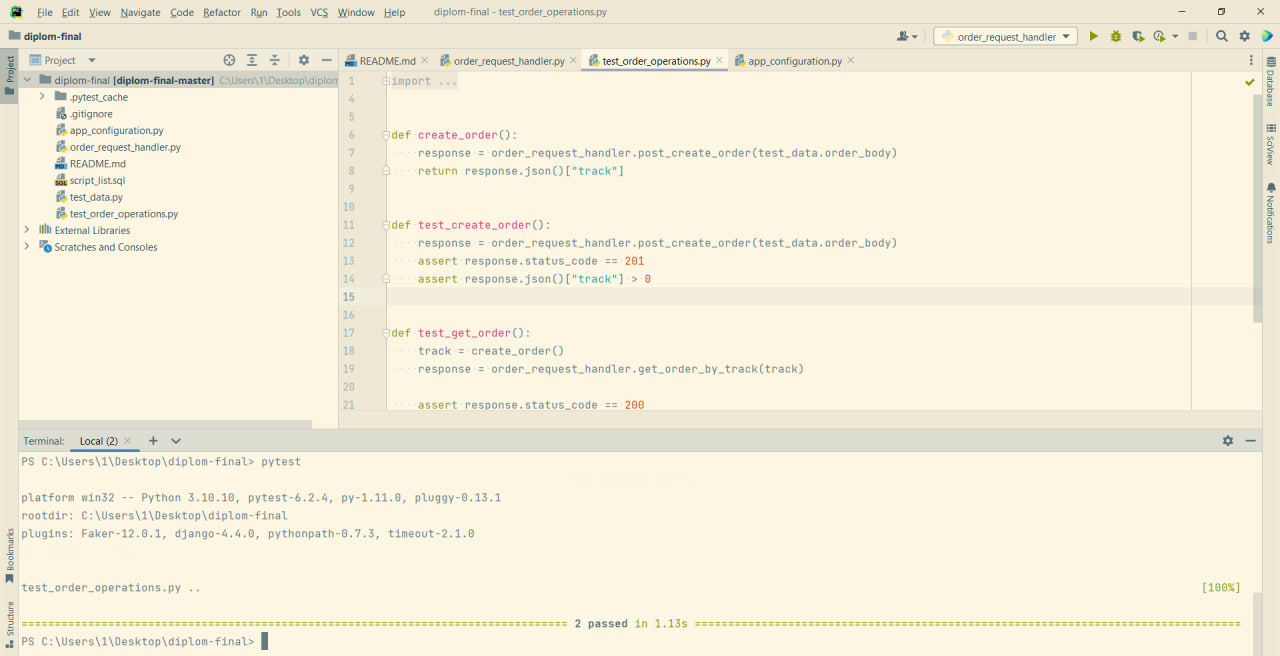 File Edit View Navigate Code Refactor Run Tools VCS Window Help diplom-final - test_order_operations.py
diplom-final
order_request_handler
Project
README.md
order_request_handler.py
test_order_operations.py
app_configuration.py
Project
diplom-final [diplom-final-master] C:\Users\1\Desktop\diplom
.pytest_cache
.gitignore
app_configuration.py
order_request_handler.py
README.md
script_list.sql
test_data.py
test_order_operations.py
External Libraries
Scratches and Consoles
1 import ...
4
5
6 def create_order():
7 response = order_request_handler.post_create_order(test_data.order_body)
8 return response.json()["track"]
9
10
11 def test_create_order():
12 response = order_request_handler.post_create_order(test_data.order_body)
13 assert response.status_code == 201
14 assert response.json()["track"] > 0
15
16
17 def test_get_order():
18 track = create_order()
19 response = order_request_handler.get_order_by_track(track)
20
21 assert response.status_code == 200
Database
SciView
Notifications
Terminal: Local (2)
PS C:\Users\1\Desktop\diplom-final> pytest
platform win32 -- Python 3.10.10, pytest-6.2.4, py-1.11.0, pluggy-0.13.1
rootdir: C:\Users\1\Desktop\diplom-final
plugins: Faker-12.0.1, django-4.4.0, pythonpath-0.7.3, timeout-2.1.0
test_order_operations.py .. [100%]
================================ 2 passed in 1.13s ================================
PS C:\Users\1\Desktop\diplom-final>
Bookmarks
Structure